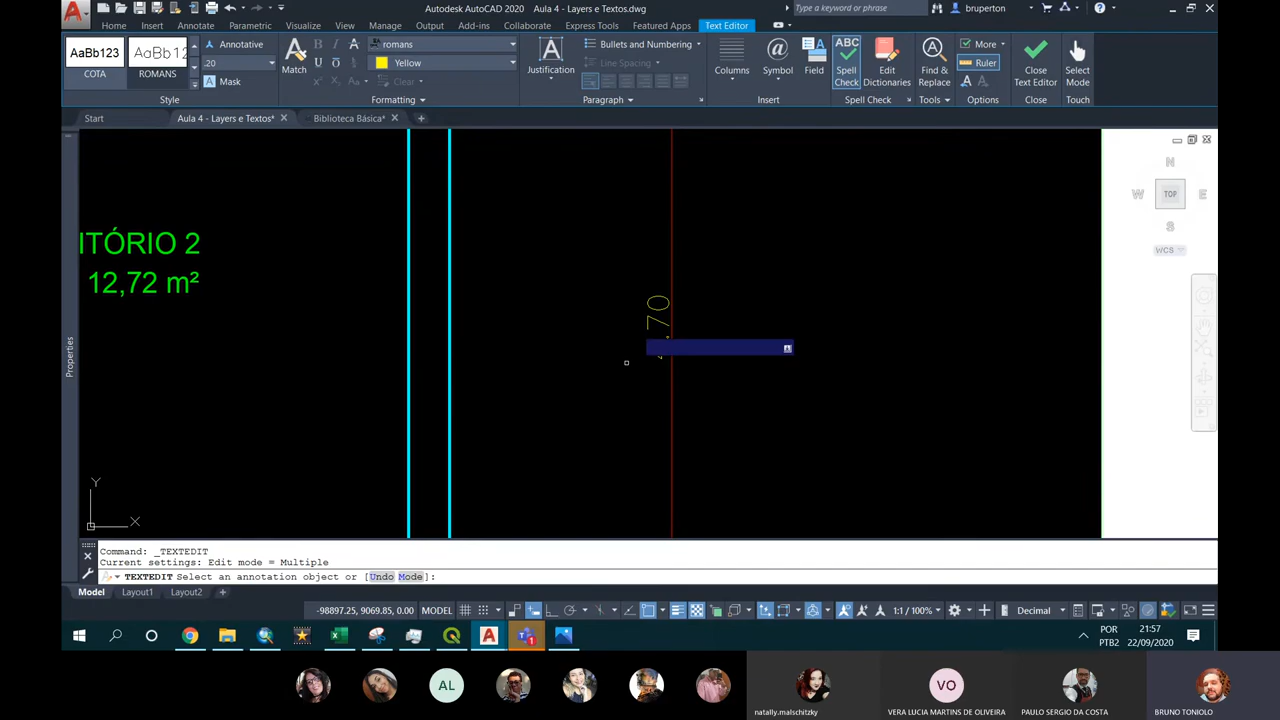 Autodesk AutoCAD 2020 Aula 4 - Layers e Textos.dwg
Type a keyword or phrase
bruperton
Home Insert Annotate Parametric Visualize View Manage Output Add-ins Collaborate Express Tools Featured Apps Text Editor
AaBb123
COTA
AaBb12
ROMANS
Annotative
.20
Mask
Style
Match
romans
Yellow
Clear
Formatting
Justification
Bullets and Numbering
Line Spacing
Paragraph
Columns
Symbol
Field
Insert
ABC
Spell
Check
Edit
Dictionaries
Spell Check
Find &
Replace
Tools
More
Ruler
Options
Close
Text Editor
Close
Select
Mode
Touch
Start
Aula 4 - Layers e Textos*
Biblioteca Básica*
Properties
ITÓRIO 2
12,72 m²
70
N
W TOP E
S
WCS
Y
X
Command: _TEXTEDIT
Current settings: Edit mode = Multiple
TEXTEDIT Select an annotation object or [Undo Mode]:
Model Layout1 Layout2
-98897.25, 9069.85, 0.00 MODEL 1:1 / 100% Decimal
POR
PTB2
21:57
22/09/2020
AL
VO
natally.malschitzky
VERA LUCIA MARTINS DE OLIVEIRA
PAULO SERGIO DA COSTA
BRUNO TONIOLO